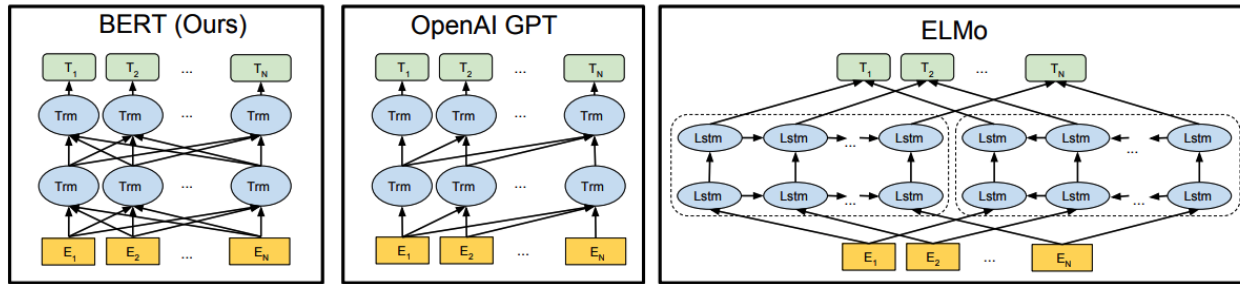 BERT (Ours)
T1 T2 ... TN
Trm Trm ... Trm
Trm Trm ... Trm
E1 E2 ... EN
OpenAI GPT
T1 T2 ... TN
Trm Trm ... Trm
Trm Trm ... Trm
E1 E2 ... EN
ELMo
T1 T2 ... TN
Lstm Lstm ... Lstm Lstm Lstm ... Lstm
Lstm Lstm ... Lstm Lstm Lstm ... Lstm
E1 E2 ... EN